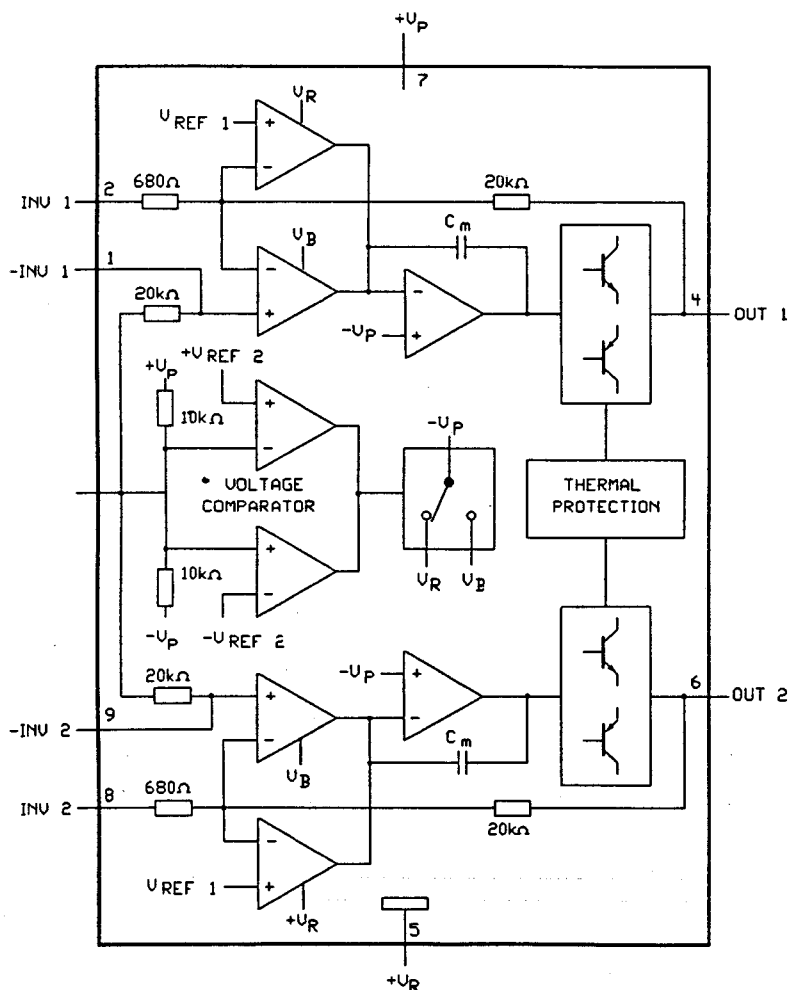 +VP
7
VR
VREF 1
+
680Ω
20kΩ
-
INV 1
2
Cm
VB
-INV 1
1
-
-
20kΩ
+
4
OUT 1
-VP
+
+VREF 2
+VP
+
10kΩ
-VP
-
VOLTAGE
COMPARATOR
THERMAL
PROTECTION
+
10kΩ
VR
VB
-
-VP
-VREF 2
20kΩ
-VP
+
6
OUT 2
9
+
-
-INV 2
-
Cm
VB
680Ω
INV 2
8
20kΩ
-
VREF 1
+
+VR
5
+VR